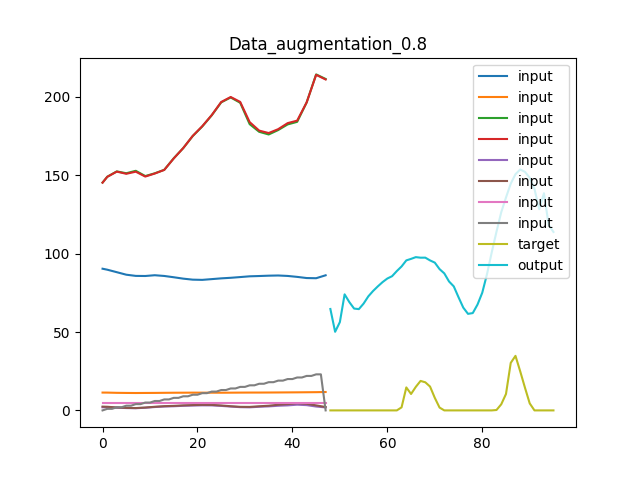 Data_augmentation_0.8
200
150
100
50
0
0
20
40
60
80
input
input
input
input
input
input
input
input
target
output